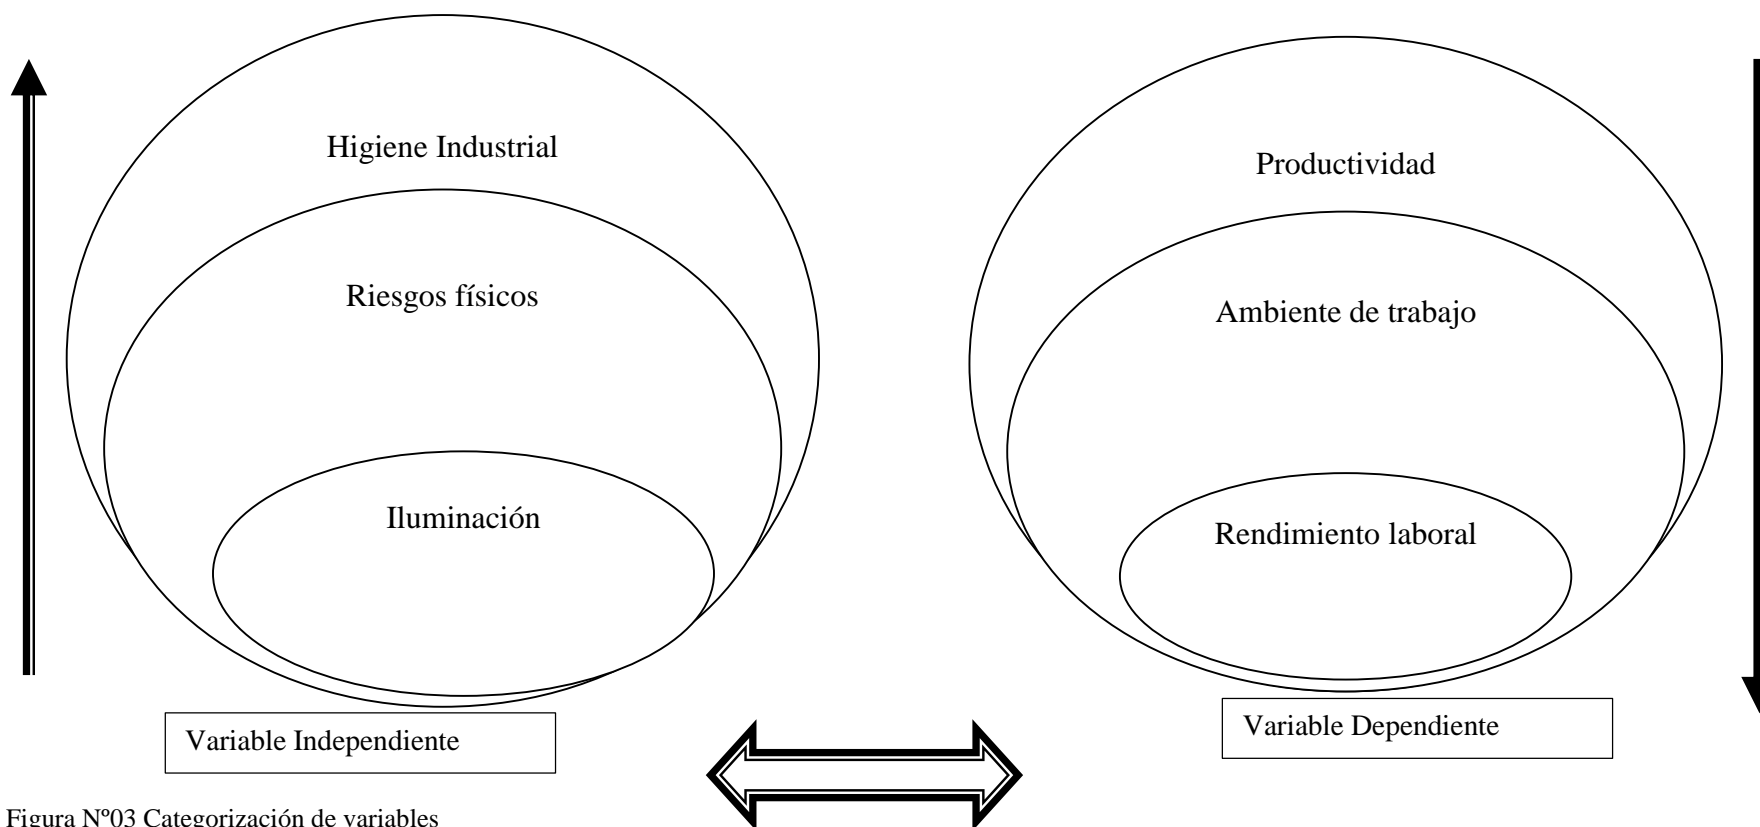 Higiene Industrial
Riesgos físicos
Iluminación
Variable Independiente
Productividad
Ambiente de trabajo
Rendimiento laboral
Variable Dependiente
Figura Nº03 Categorización de variables